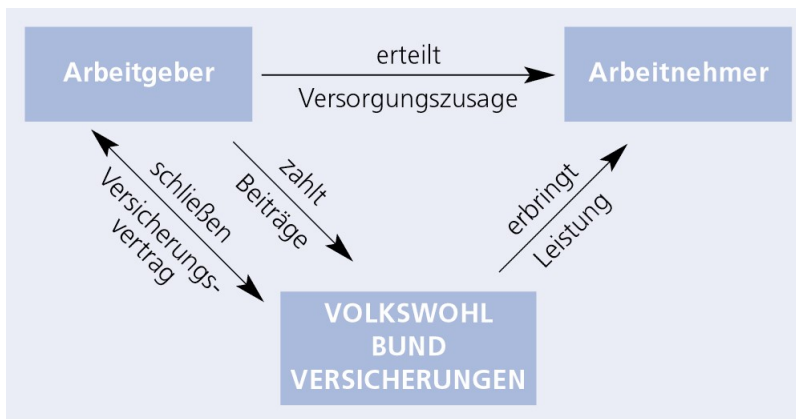 Arbeitgeber
erteilt
Versorgungszusage
Arbeitnehmer
schließen
Versicherungs-
vertrag
zahlt
Beiträge
erbringt
Leistung
VOLKSWOHL
BUND
VERSICHERUNGEN